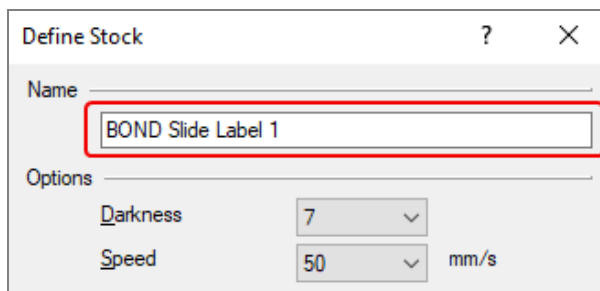 Define Stock ?
Name
BOND Slide Label 1
Options
Darkness 7
Speed 50 mm/s